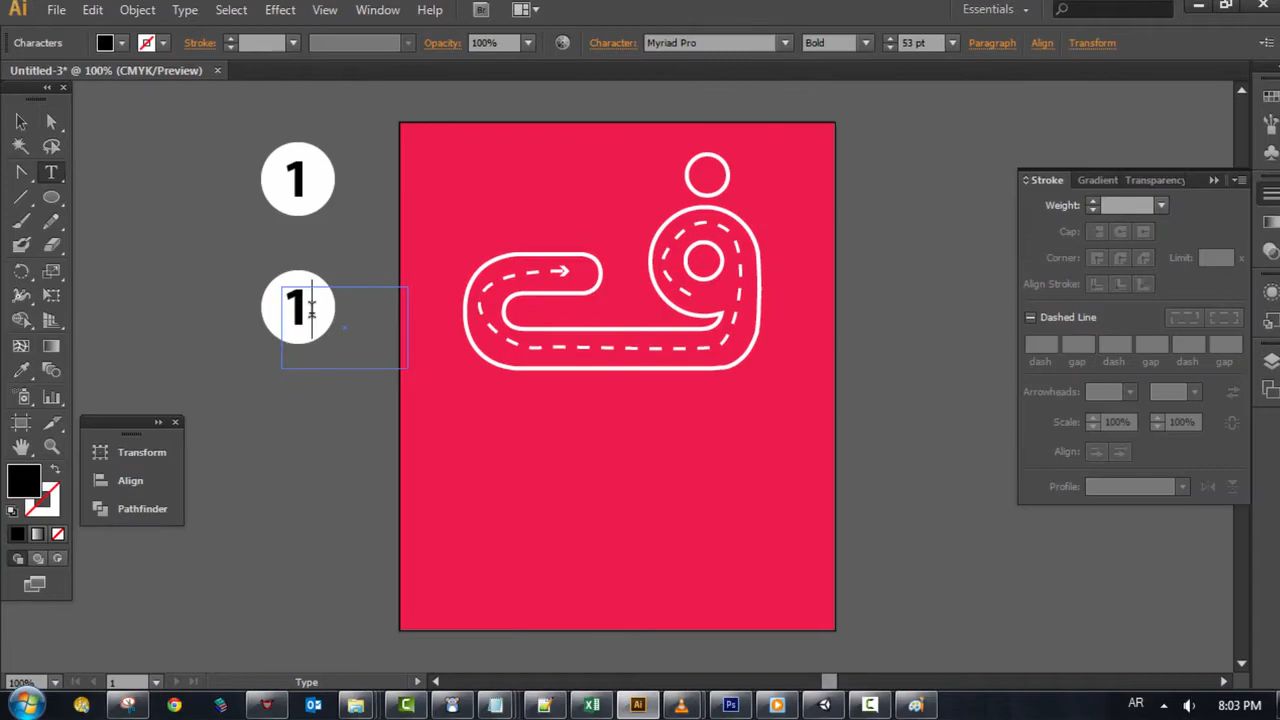 Ai File Edit Object Type Select Effect View Window Help Br Essentials
Characters Stroke: Opacity: 100% Character: Myriad Pro Bold 53 pt Paragraph Align Transform
Untitled-3* @ 100% (CMYK/Preview)
1
1
Transform
Align
Pathfinder
Stroke Gradient Transparency
Weight:
Cap:
Corner: Limit: x
Align Stroke:
Dashed Line
dash gap dash gap dash gap
Arrowheads:
Scale: 100% 100%
Align:
Profile:
100% 1 Type
Ai Ps AR 8:03 PM